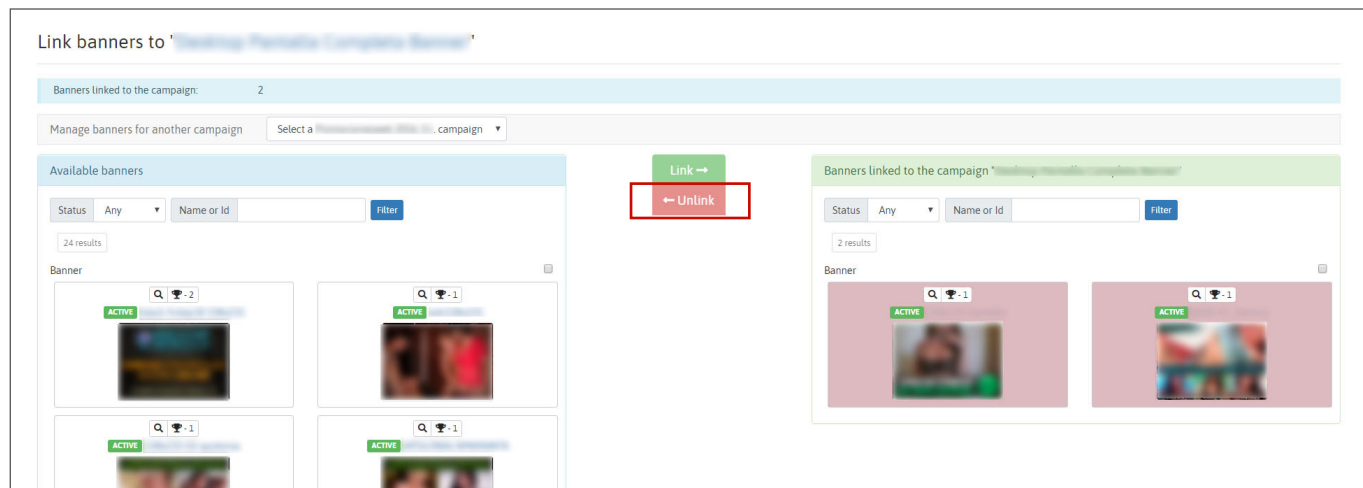 Link banners to ' '
Banners linked to the campaign: 2
Manage banners for another campaign Select a campaign
Available banners
Link →
← Unlink
Banners linked to the campaign ' '
Status Any Name or Id Filter
Status Any Name or Id Filter
24 results
2 results
Banner
Banner
- 2
- 1
- 1
- 1
ACTIVE
ACTIVE
ACTIVE
ACTIVE
- 1
- 1
ACTIVE
ACTIVE